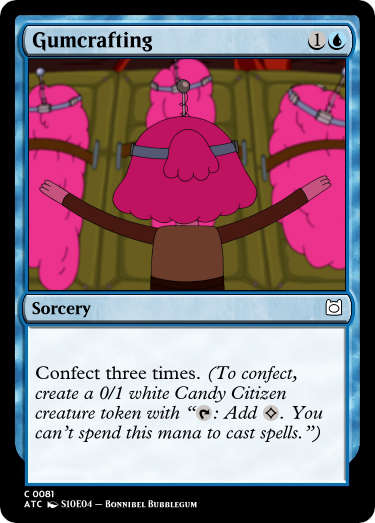 Gumcrafting 1
Sorcery
Confect three times. (To confect,
create a 0/1 white Candy Citizen
creature token with “: Add . You
can’t spend this mana to cast spells.”)
C 0081
ATC S10E04 – Bonnibel Bubblegum